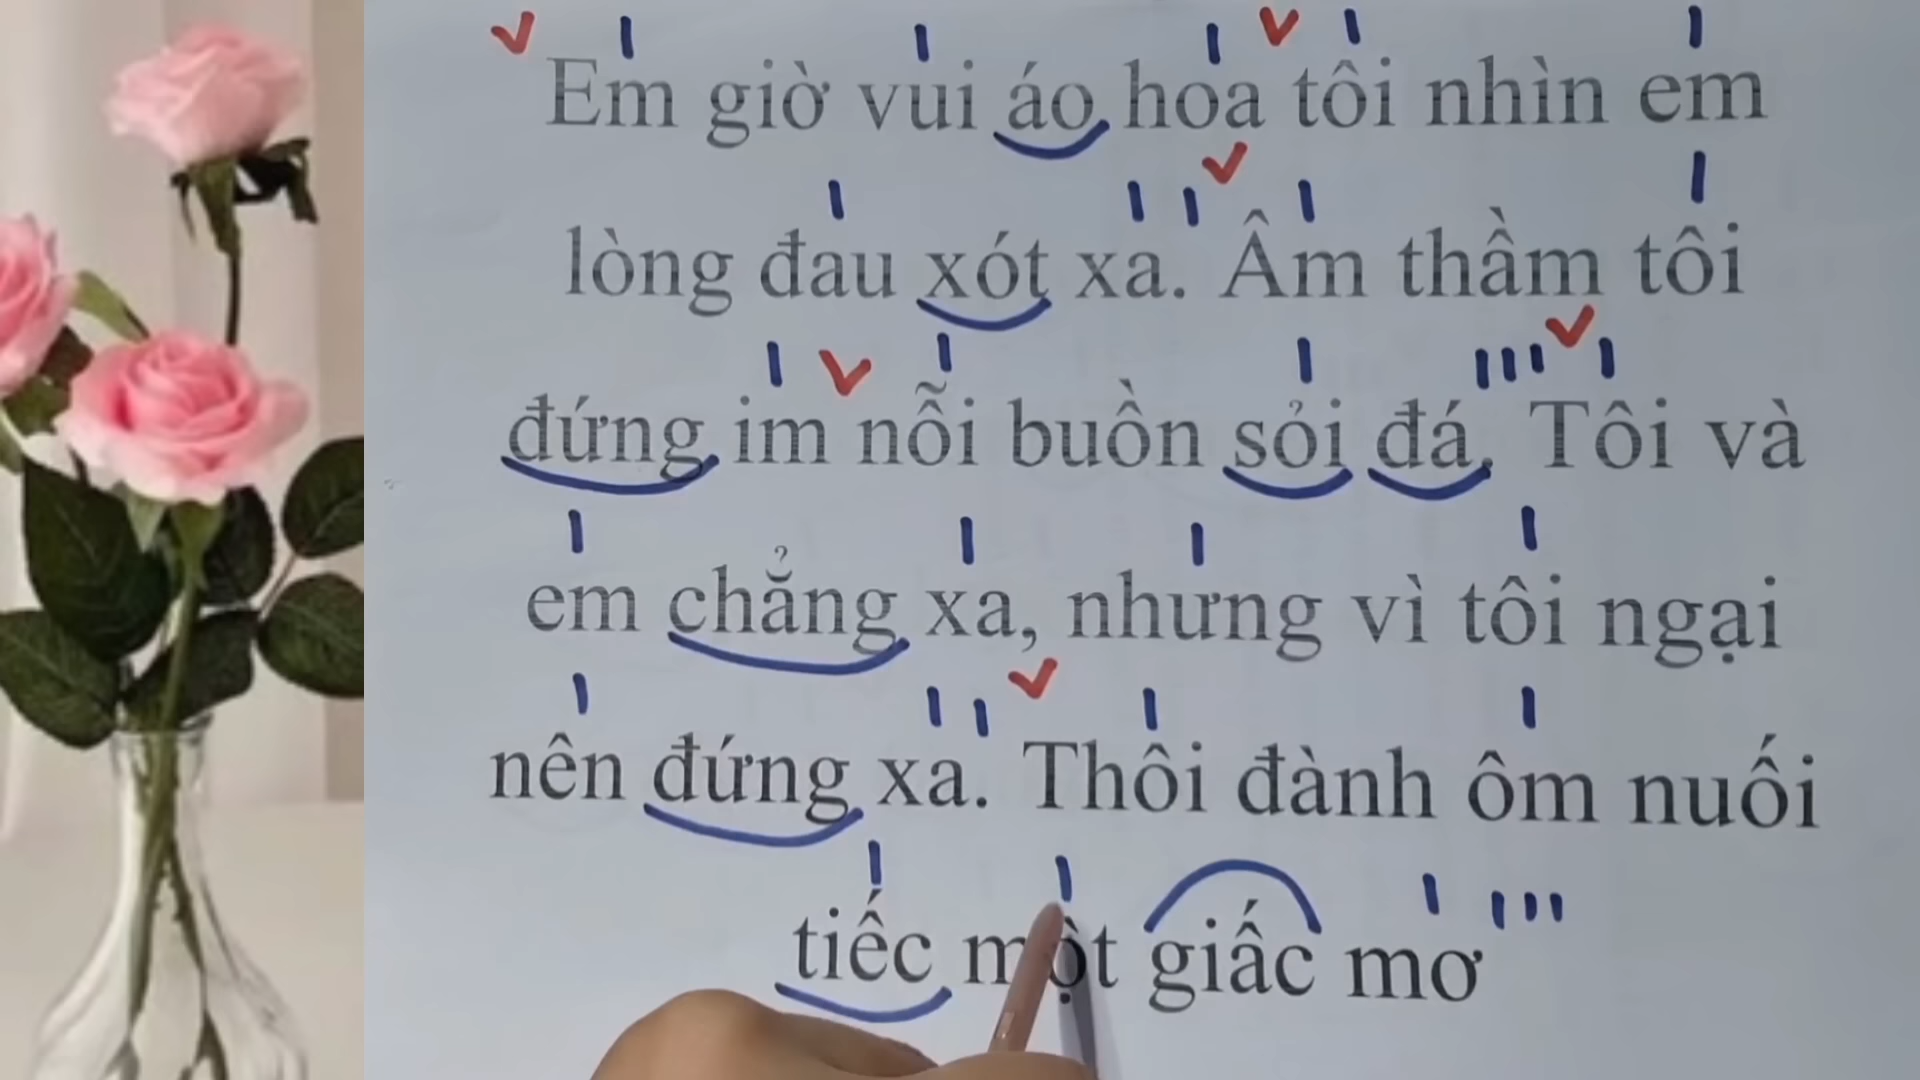 Em giờ vui áo hoa tôi nhìn em
lòng đau xót xa. Âm thầm tôi
đứng im nỗi buồn sỏi đá. Tôi và
em chẳng xa, nhưng vì tôi ngại
nên đứng xa. Thôi đành ôm nuối
tiếc một giấc mơ